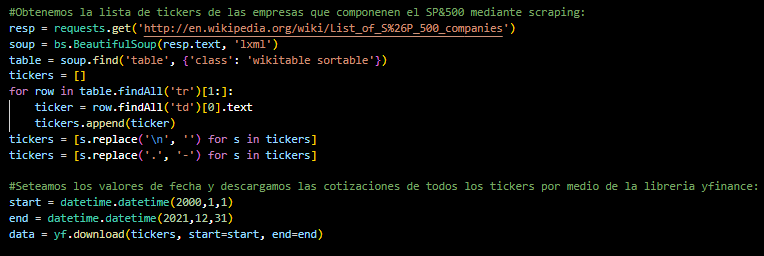 #Obtenemos la lista de tickers de las empresas que componenen el SP&500 mediante scraping:
resp = requests.get('http://en.wikipedia.org/wiki/List_of_S%26P_500_companies')
soup = bs.BeautifulSoup(resp.text, 'lxml')
table = soup.find('table', {'class': 'wikitable sortable'})
tickers = []
for row in table.findAll('tr')[1:]:
    ticker = row.findAll('td')[0].text
    tickers.append(ticker)
tickers = [s.replace('\n', '') for s in tickers]
tickers = [s.replace('.', '-') for s in tickers]
#Seteamos los valores de fecha y descargamos las cotizaciones de todos los tickers por medio de la libreria yfinance:
start = datetime.datetime(2000,1,1)
end = datetime.datetime(2021,12,31)
data = yf.download(tickers, start=start, end=end)